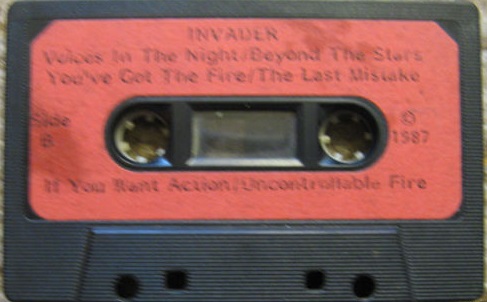 INVADER
Voices In The Night/Beyond The Stars
You've Got The Fire/The Last Mistake
Side
B
©
1987
If You Want Action/Uncontrollable Fire